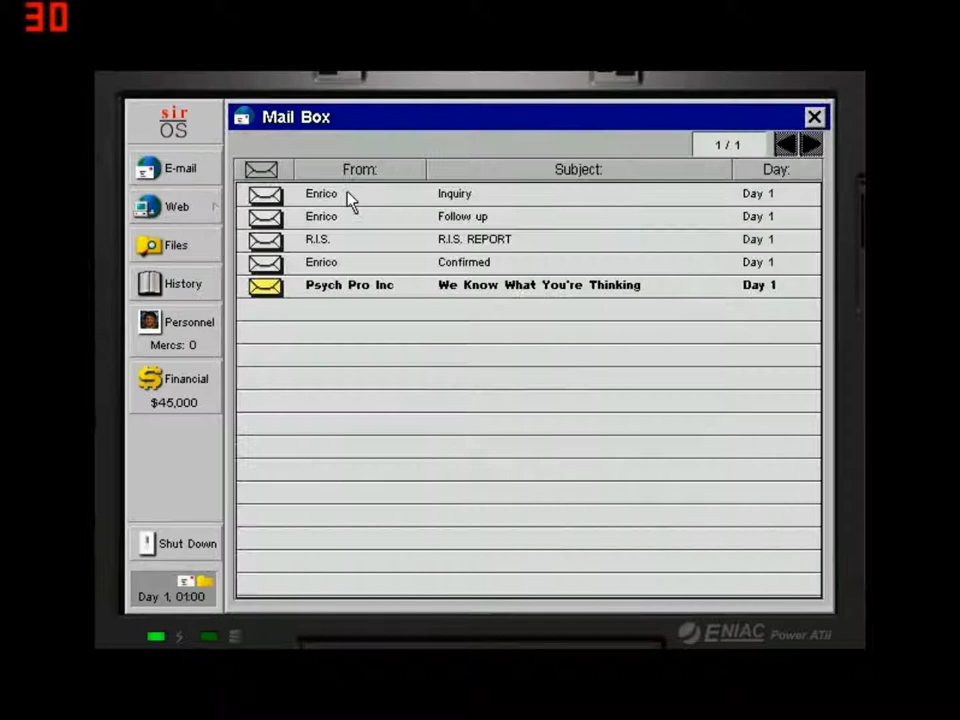 30
sir
OS
Mail Box
1 / 1
E-mail
From:
Subject:
Day:
Enrico
Inquiry
Day 1
Web
Enrico
Follow up
Day 1
Files
R.I.S.
R.I.S. REPORT
Day 1
Enrico
Confirmed
Day 1
History
Psych Pro Inc
We Know What You're Thinking
Day 1
Personnel
Mercs: 0
Financial
$45,000
Shut Down
Day 1, 01:00
ENIAC Power ATii